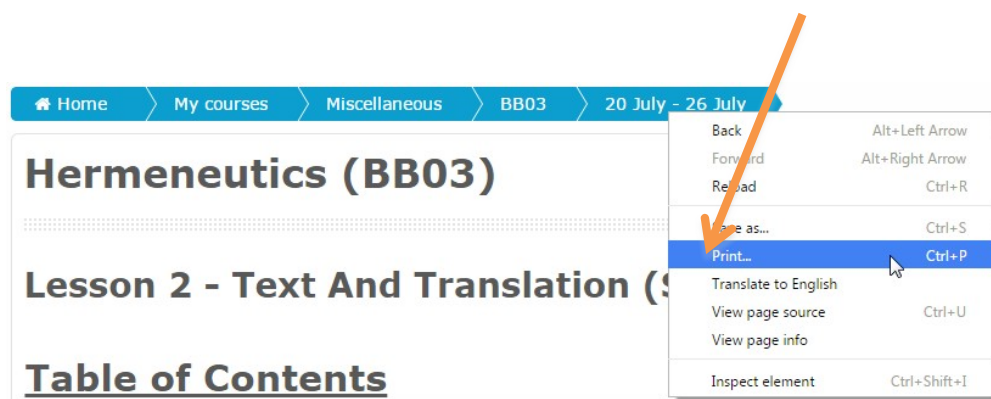 Home My courses Miscellaneous BB03 20 July - 26 July
Back Alt+Left Arrow
Forward Alt+Right Arrow
Reload Ctrl+R
Hermeneutics (BB03)
Save as... Ctrl+S
Print... Ctrl+P
Lesson 2 - Text And Translation (
Translate to English
View page source Ctrl+U
View page info
Table of Contents
Inspect element Ctrl+Shift+I